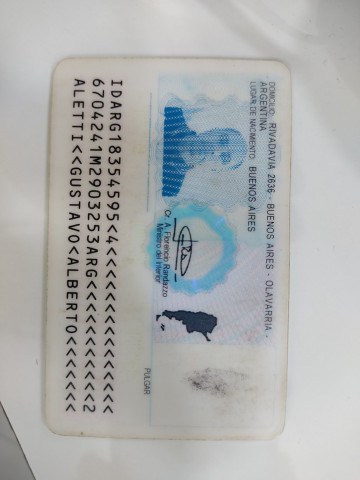 DOMICILIO: RIVADAVIA 2636 - BUENOS AIRES - OLAVARRIA -
ARGENTINA
LUGAR DE NACIMIENTO: BUENOS AIRES
Cr. A. Florencio Randazzo
Ministro del Interior
PULGAR
IDARG18354595<4<<<<<<<<<<<<<<<
6704241M2903253ARG<<<<<<<<<<<2
ALETTI<<GUSTAVO<ALBERTO<<<<<<<